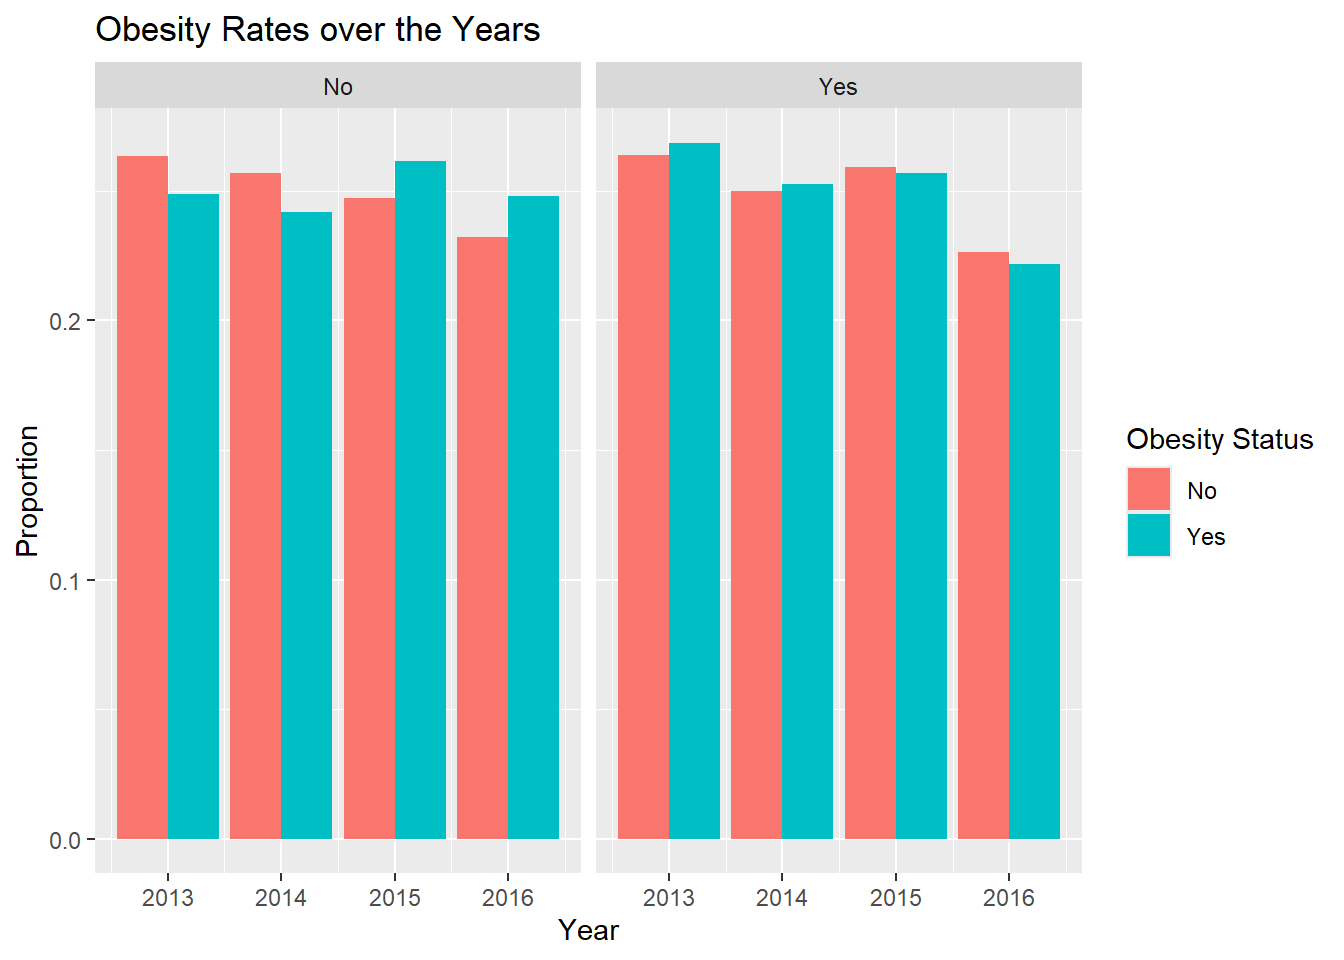 Obesity Rates over the Years
No
Yes
0.2
0.1
0.0
Proportion
2013 2014 2015 2016 2013 2014 2015 2016
Year
Obesity Status
No
Yes